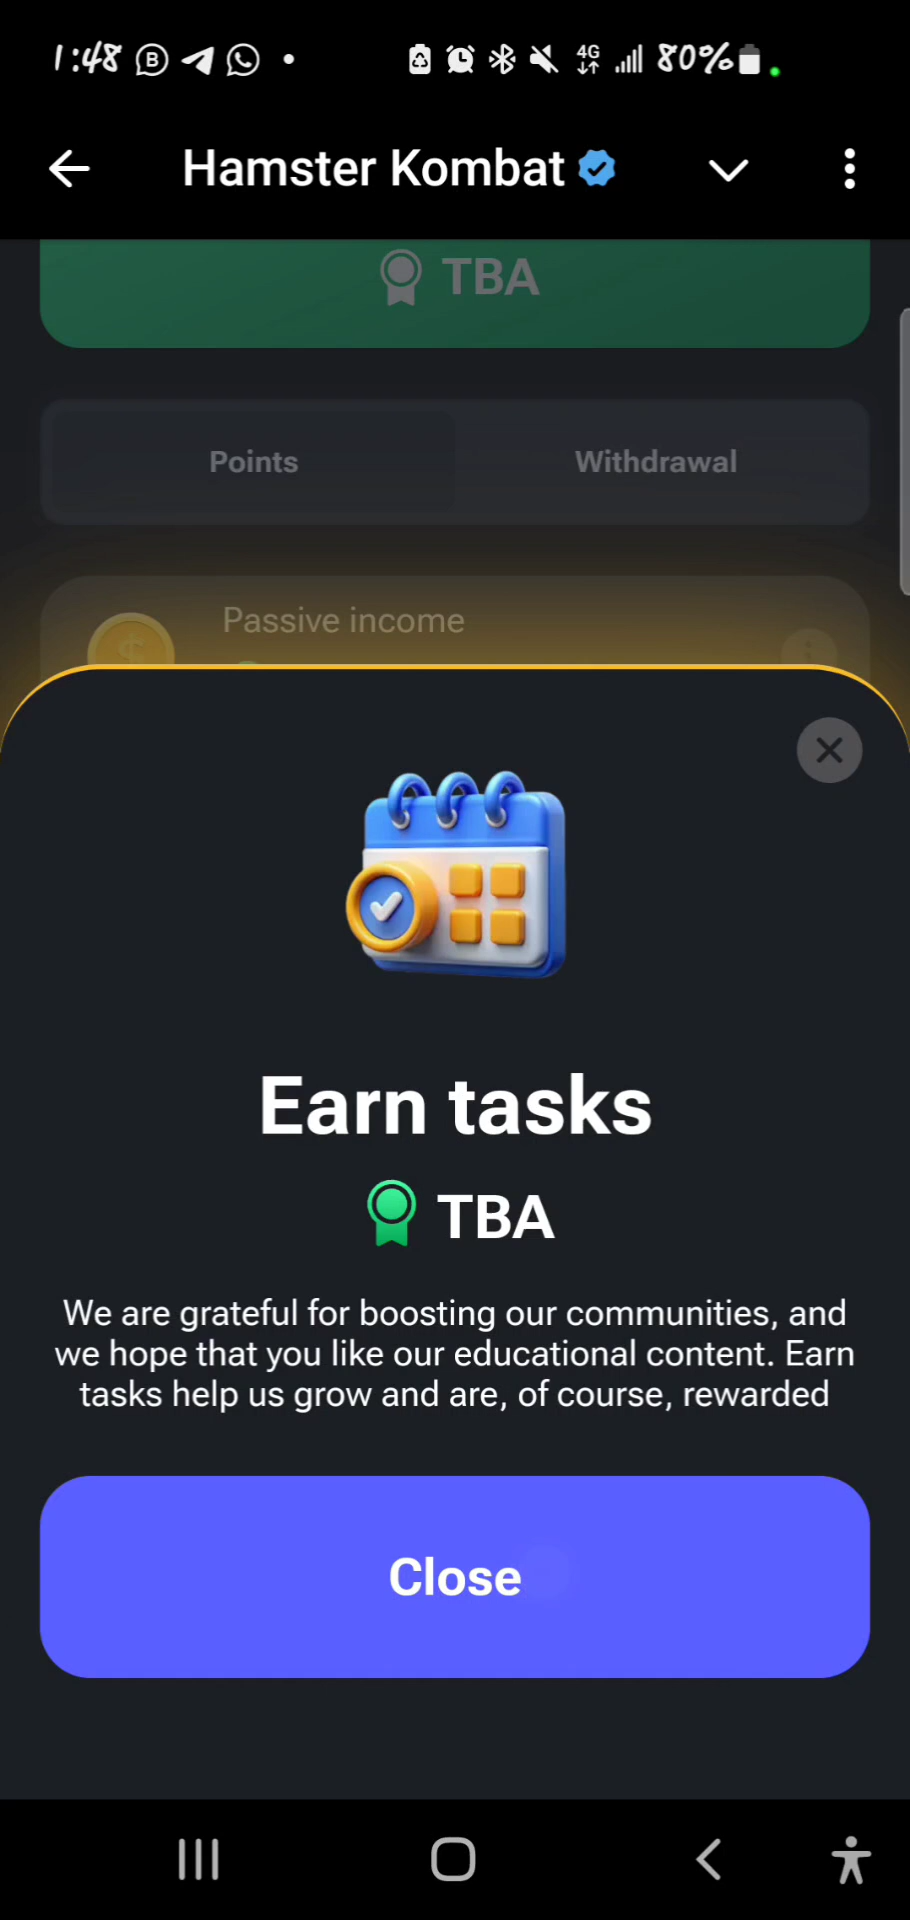 1:48
4G
80%
Hamster Kombat
TBA
Points
Withdrawal
Passive income
Earn tasks
TBA
We are grateful for boosting our communities, and
we hope that you like our educational content. Earn
tasks help us grow and are, of course, rewarded
Close